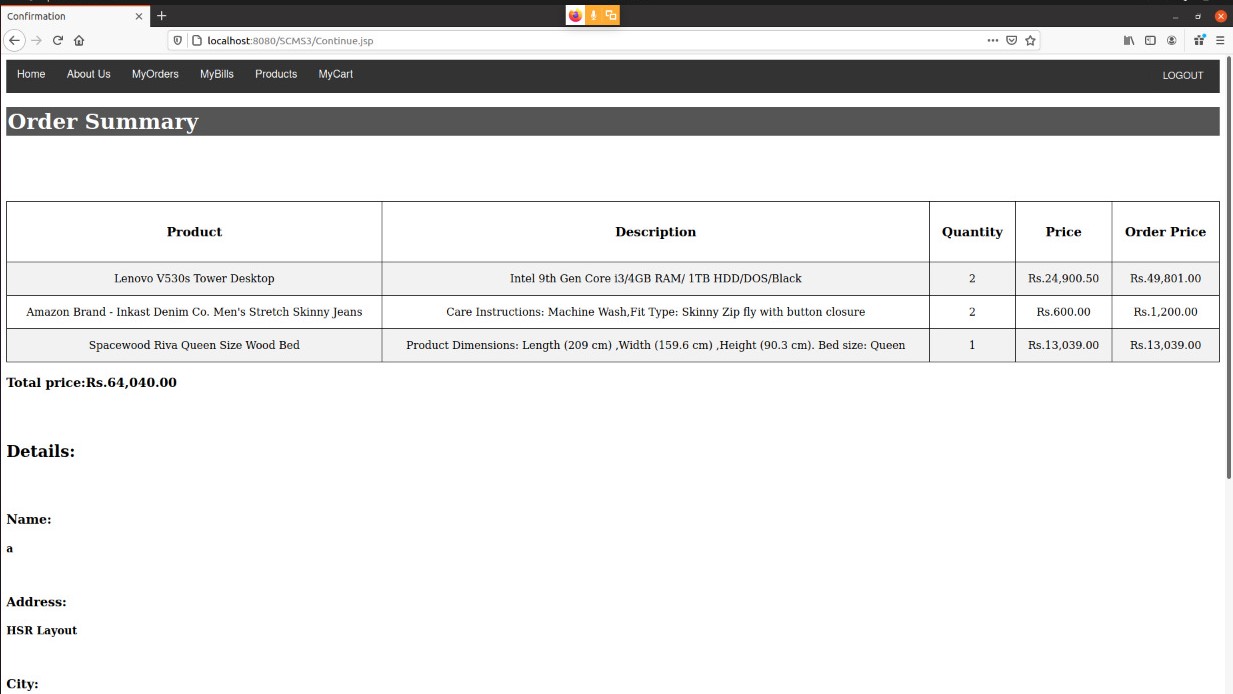 Confirmation
localhost:8080/SCMS3/Continue.jsp
Home About Us MyOrders MyBills Products MyCart LOGOUT
Order Summary
Product Description Quantity Price Order Price
Lenovo V530s Tower Desktop Intel 9th Gen Core i3/4GB RAM/ 1TB HDD/DOS/Black 2 Rs.24,900.50 Rs.49,801.00
Amazon Brand - Inkast Denim Co. Men's Stretch Skinny Jeans Care Instructions: Machine Wash,Fit Type: Skinny Zip fly with button closure 2 Rs.600.00 Rs.1,200.00
Spacewood Riva Queen Size Wood Bed Product Dimensions: Length (209 cm) ,Width (159.6 cm) ,Height (90.3 cm). Bed size: Queen 1 Rs.13,039.00 Rs.13,039.00
Total price:Rs.64,040.00
Details:
Name:
a
Address:
HSR Layout
City: